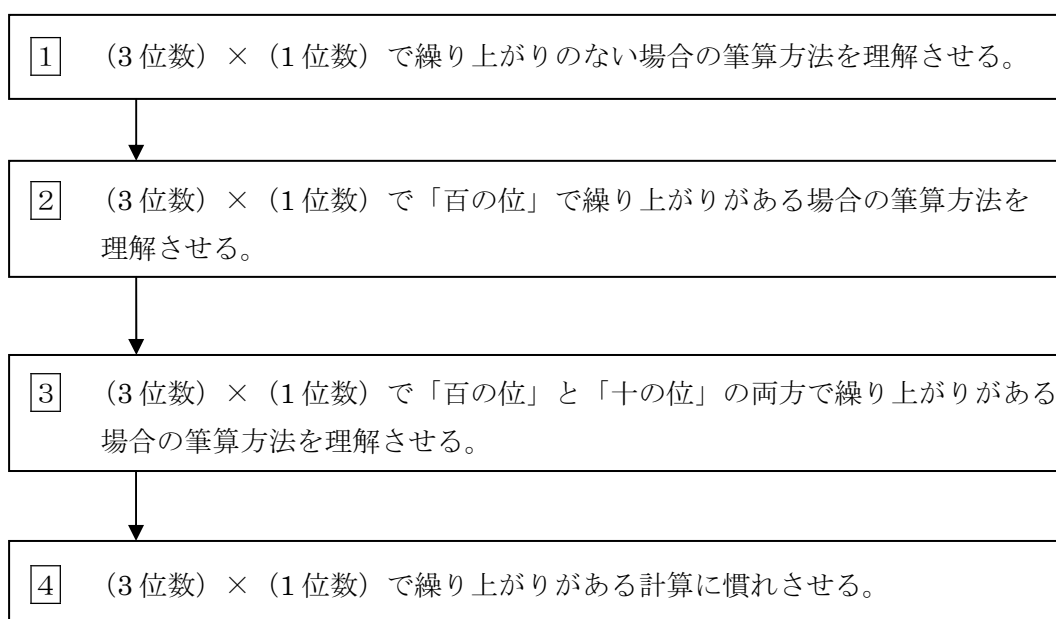 1 （3位数）×（1位数）で繰り上がりのない場合の筆算方法を理解させる。
2 （3位数）×（1位数）で「百の位」で繰り上がりがある場合の筆算方法を
理解させる。
3 （3位数）×（1位数）で「百の位」と「十の位」の両方で繰り上がりがある
場合の筆算方法を理解させる。
4 （3位数）×（1位数）で繰り上がりがある計算に慣れさせる。